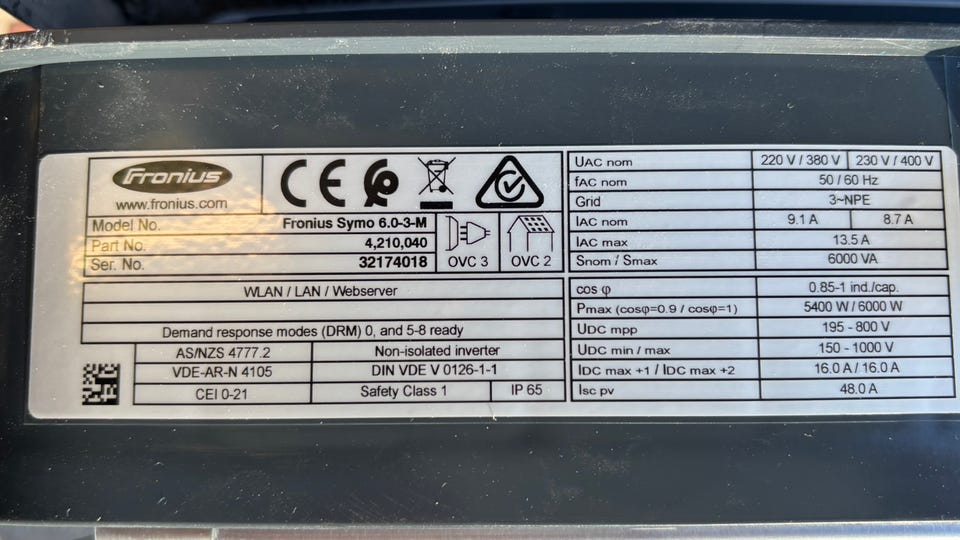 Fronius
www.fronius.com
CE
Model No. Fronius Symo 6.0-3-M
Part No. 4,210,040
Ser. No. 32174018
OVC 3 OVC 2
WLAN / LAN / Webserver
Demand response modes (DRM) 0, and 5-8 ready
AS/NZS 4777.2 Non-isolated inverter
VDE-AR-N 4105 DIN VDE V 0126-1-1
CEI 0-21 Safety Class 1 IP 65
UAC nom 220 V / 380 V 230 V / 400 V
fAC nom 50 / 60 Hz
Grid 3~NPE
IAC nom 9.1 A 8.7 A
IAC max 13.5 A
Snom / Smax 6000 VA
cos φ 0.85-1 ind./cap.
Pmax (cosφ=0.9 / cosφ=1) 5400 W / 6000 W
UDC mpp 195 - 800 V
UDC min / max 150 - 1000 V
IDC max +1 / IDC max +2 16.0 A / 16.0 A
Isc pv 48.0 A